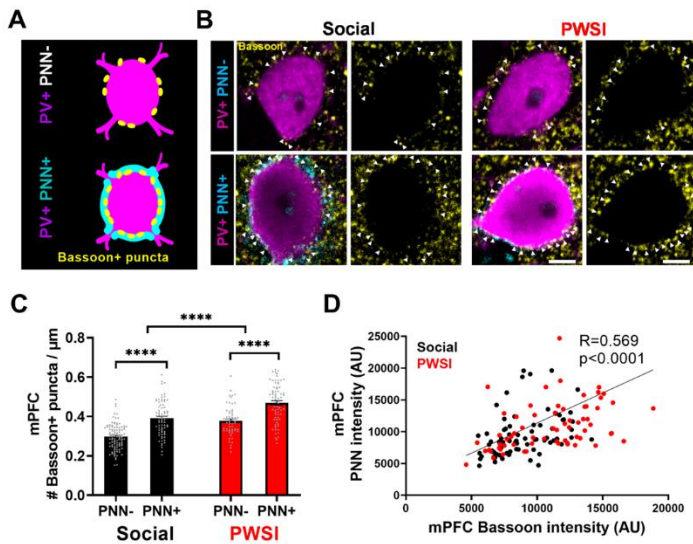 A
PV+ PNN-
PV+ PNN+
Bassoon+ puncta
B
Social
PWSI
Bassoon
PV+ PNN-
PV+ PNN+
C
****
****
****
mPFC
# Bassoon+ puncta / μm
0.8
0.6
0.4
0.2
0.0
PNN- PNN+ PNN- PNN+
Social PWSI
D
Social
PWSI
R=0.569
p<0.0001
mPFC
PNN intensity (AU)
25000
20000
15000
10000
5000
0
5000 10000 15000 20000
mPFC Bassoon intensity (AU)